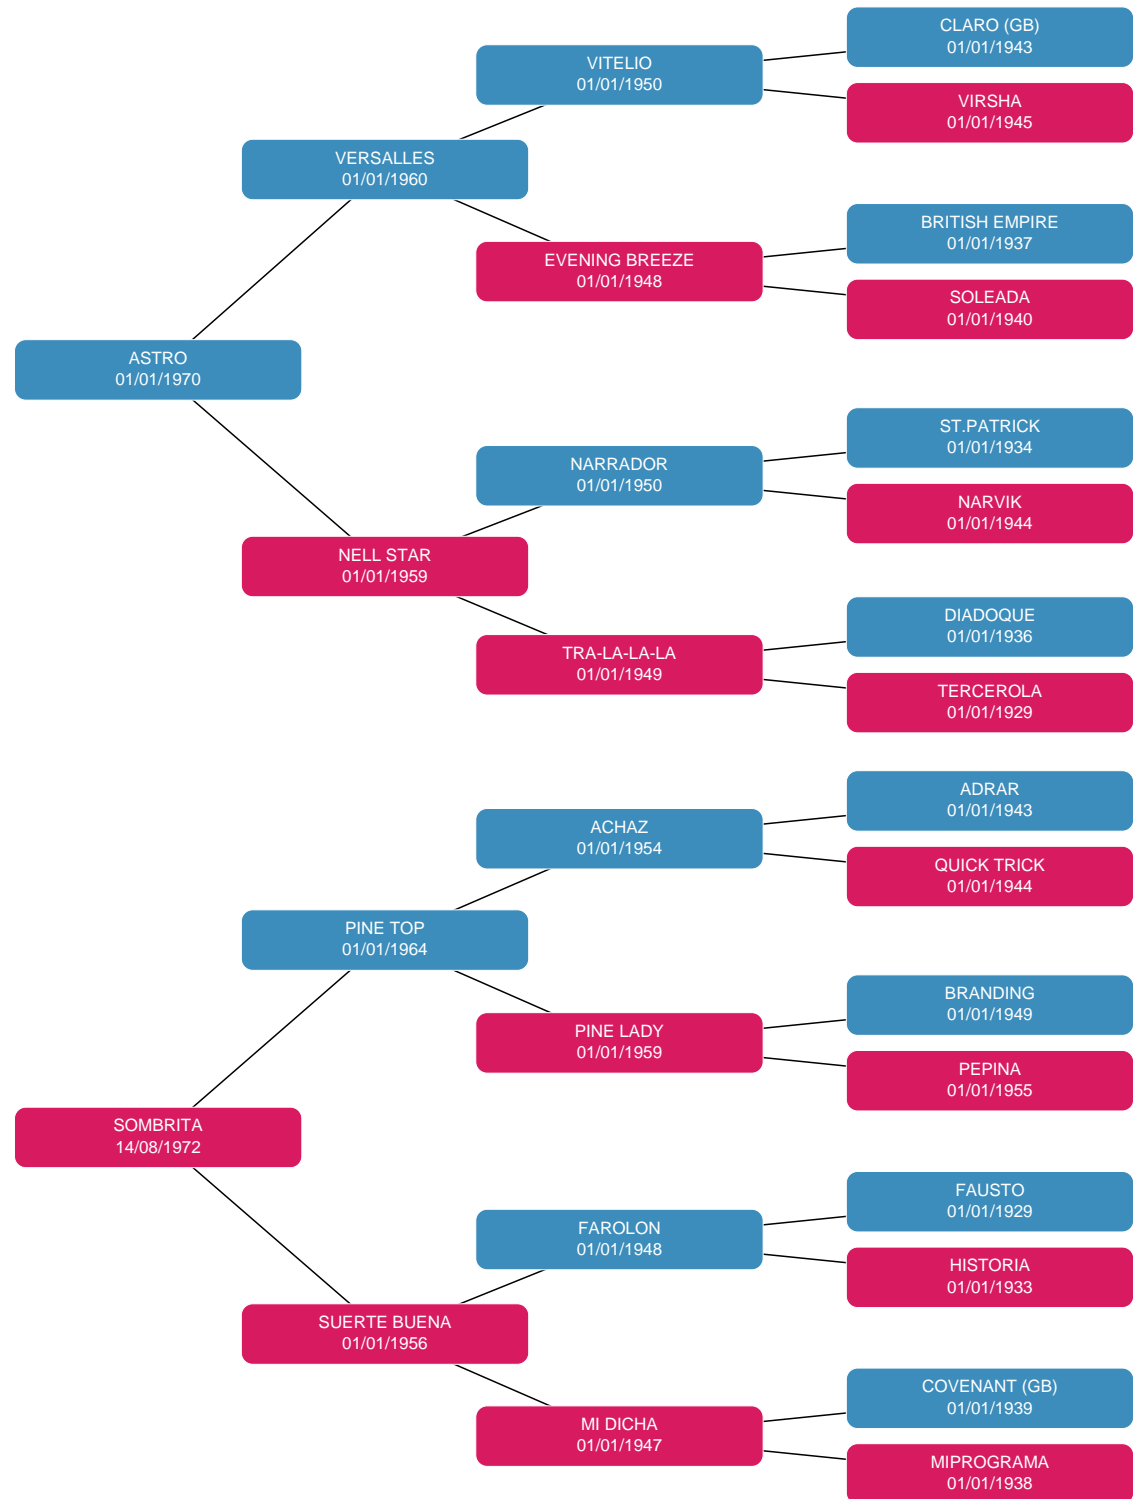 CLARO (GB)
01/01/1943
VITELIO
01/01/1950
VIRSHA
01/01/1945
VERSALLES
01/01/1960
BRITISH EMPIRE
01/01/1937
EVENING BREEZE
01/01/1948
SOLEADA
01/01/1940
ASTRO
01/01/1970
ST.PATRICK
01/01/1934
NARRADOR
01/01/1950
NARVIK
01/01/1944
NELL STAR
01/01/1959
DIADOQUE
01/01/1936
TRA-LA-LA-LA
01/01/1949
TERCEROLA
01/01/1929
ADRAR
01/01/1943
ACHAZ
01/01/1954
QUICK TRICK
01/01/1944
PINE TOP
01/01/1964
BRANDING
01/01/1949
PINE LADY
01/01/1959
PEPINA
01/01/1955
SOMBRITA
14/08/1972
FAUSTO
01/01/1929
FAROLON
01/01/1948
HISTORIA
01/01/1933
SUERTE BUENA
01/01/1956
COVENANT (GB)
01/01/1939
MI DICHA
01/01/1947
MIPROGRAMA
01/01/1938